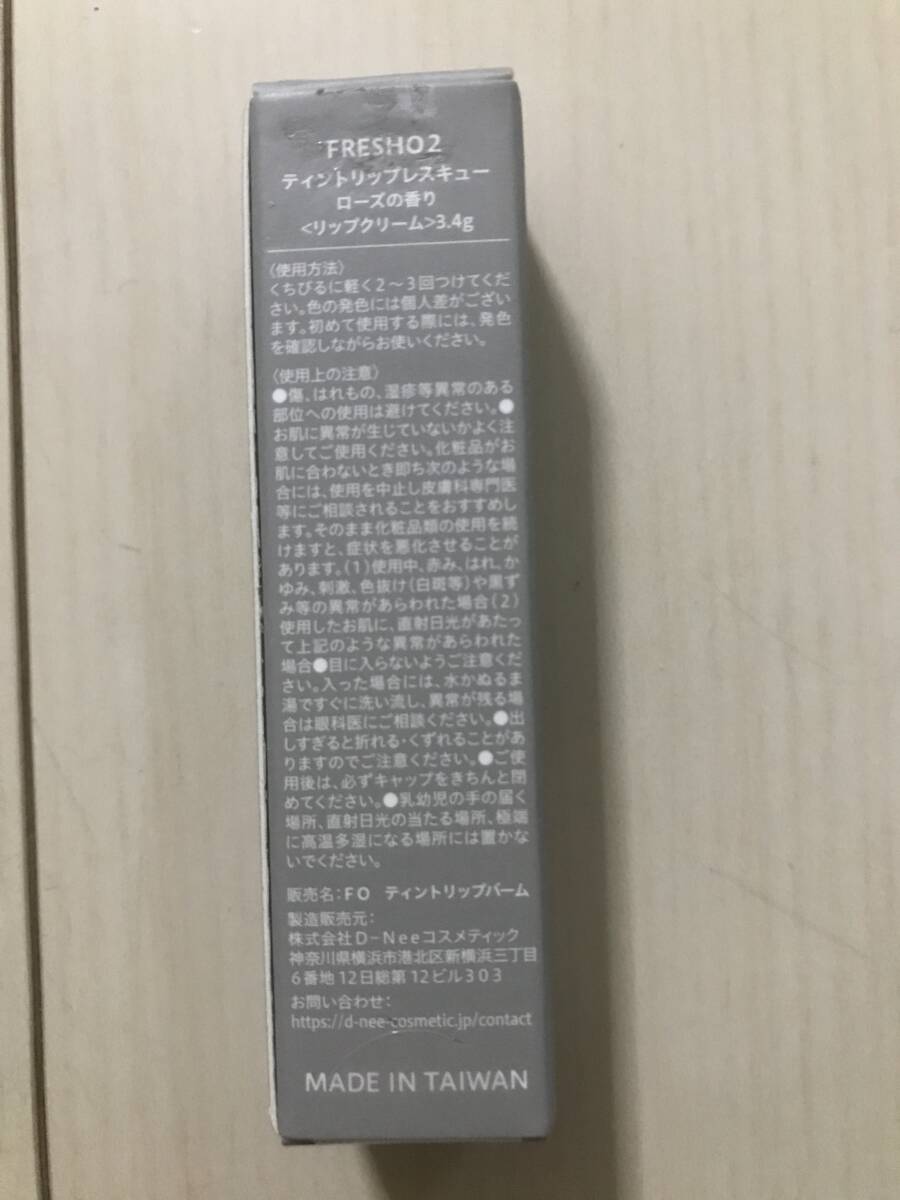 FRESHO2
ティントリップレスキュー
ローズの香り
<リップクリーム>3.4g
〈使用方法〉
くちびるに軽く2～3回つけてくだ
さい。色の発色には個人差がござい
ます。初めて使用する際には、発色
を確認しながらお使いください。
〈使用上の注意〉
●傷、はれもの、湿疹等異常のある
部位への使用は避けてください。●
お肌に異常が生じていないかよく注
意してご使用ください。化粧品がお
肌に合わないとき即ち次のような場
合には、使用を中止し皮膚科専門医
等にご相談されることをおすすめし
ます。そのまま化粧品類の使用を続
けますと、症状を悪化させることが
あります。(1)使用中、赤み、はれ、か
ゆみ、刺激、色抜け(白斑等)や黒ず
み等の異常があらわれた場合(2)
使用したお肌に、直射日光があたっ
て上記のような異常があらわれた
場合●目に入らないようご注意くだ
さい。入った場合には、水かぬるま
湯ですぐに洗い流し、異常が残る場
合は眼科医にご相談ください。●出
しすぎると折れる・くずれることがあ
りますのでご注意ください。●ご使
用後は、必ずキャップをきちんと閉
めてください。●乳幼児の手の届く
場所、直射日光の当たる場所、極端
に高温多湿になる場所には置かな
いでください。
販売名:FO ティントリップバーム
製造販売元:
株式会社D-Neeコスメティック
神奈川県横浜市港北区新横浜三丁目
6番地12日総第12ビル303
お問い合わせ:
https://d-nee-cosmetic.jp/contact
MADE IN TAIWAN